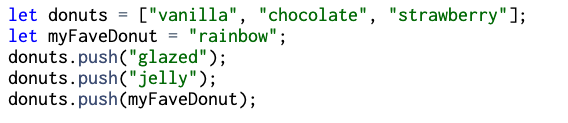 let donuts = ["vanilla", "chocolate", "strawberry"];
let myFaveDonut = "rainbow";
donuts.push("glazed");
donuts.push("jelly");
donuts.push(myFaveDonut);